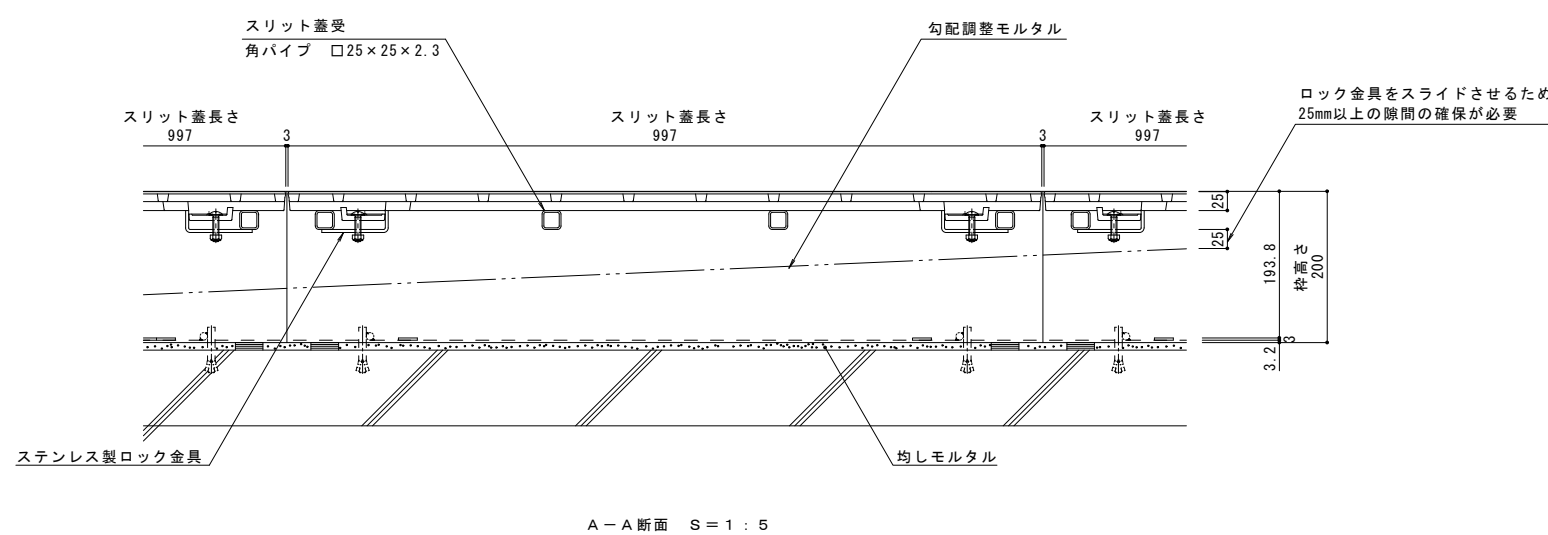 スリット蓋受
角パイプ　□25×25×2.3
勾配調整モルタル
ロック金具をスライドさせるため
25mm以上の隙間の確保が必要
スリット蓋長さ
997
3
スリット蓋長さ
997
3
スリット蓋長さ
997
25
25
193.8
枠高さ
200
3
3.2
ステンレス製ロック金具
均しモルタル
A－A断面　S＝1：5